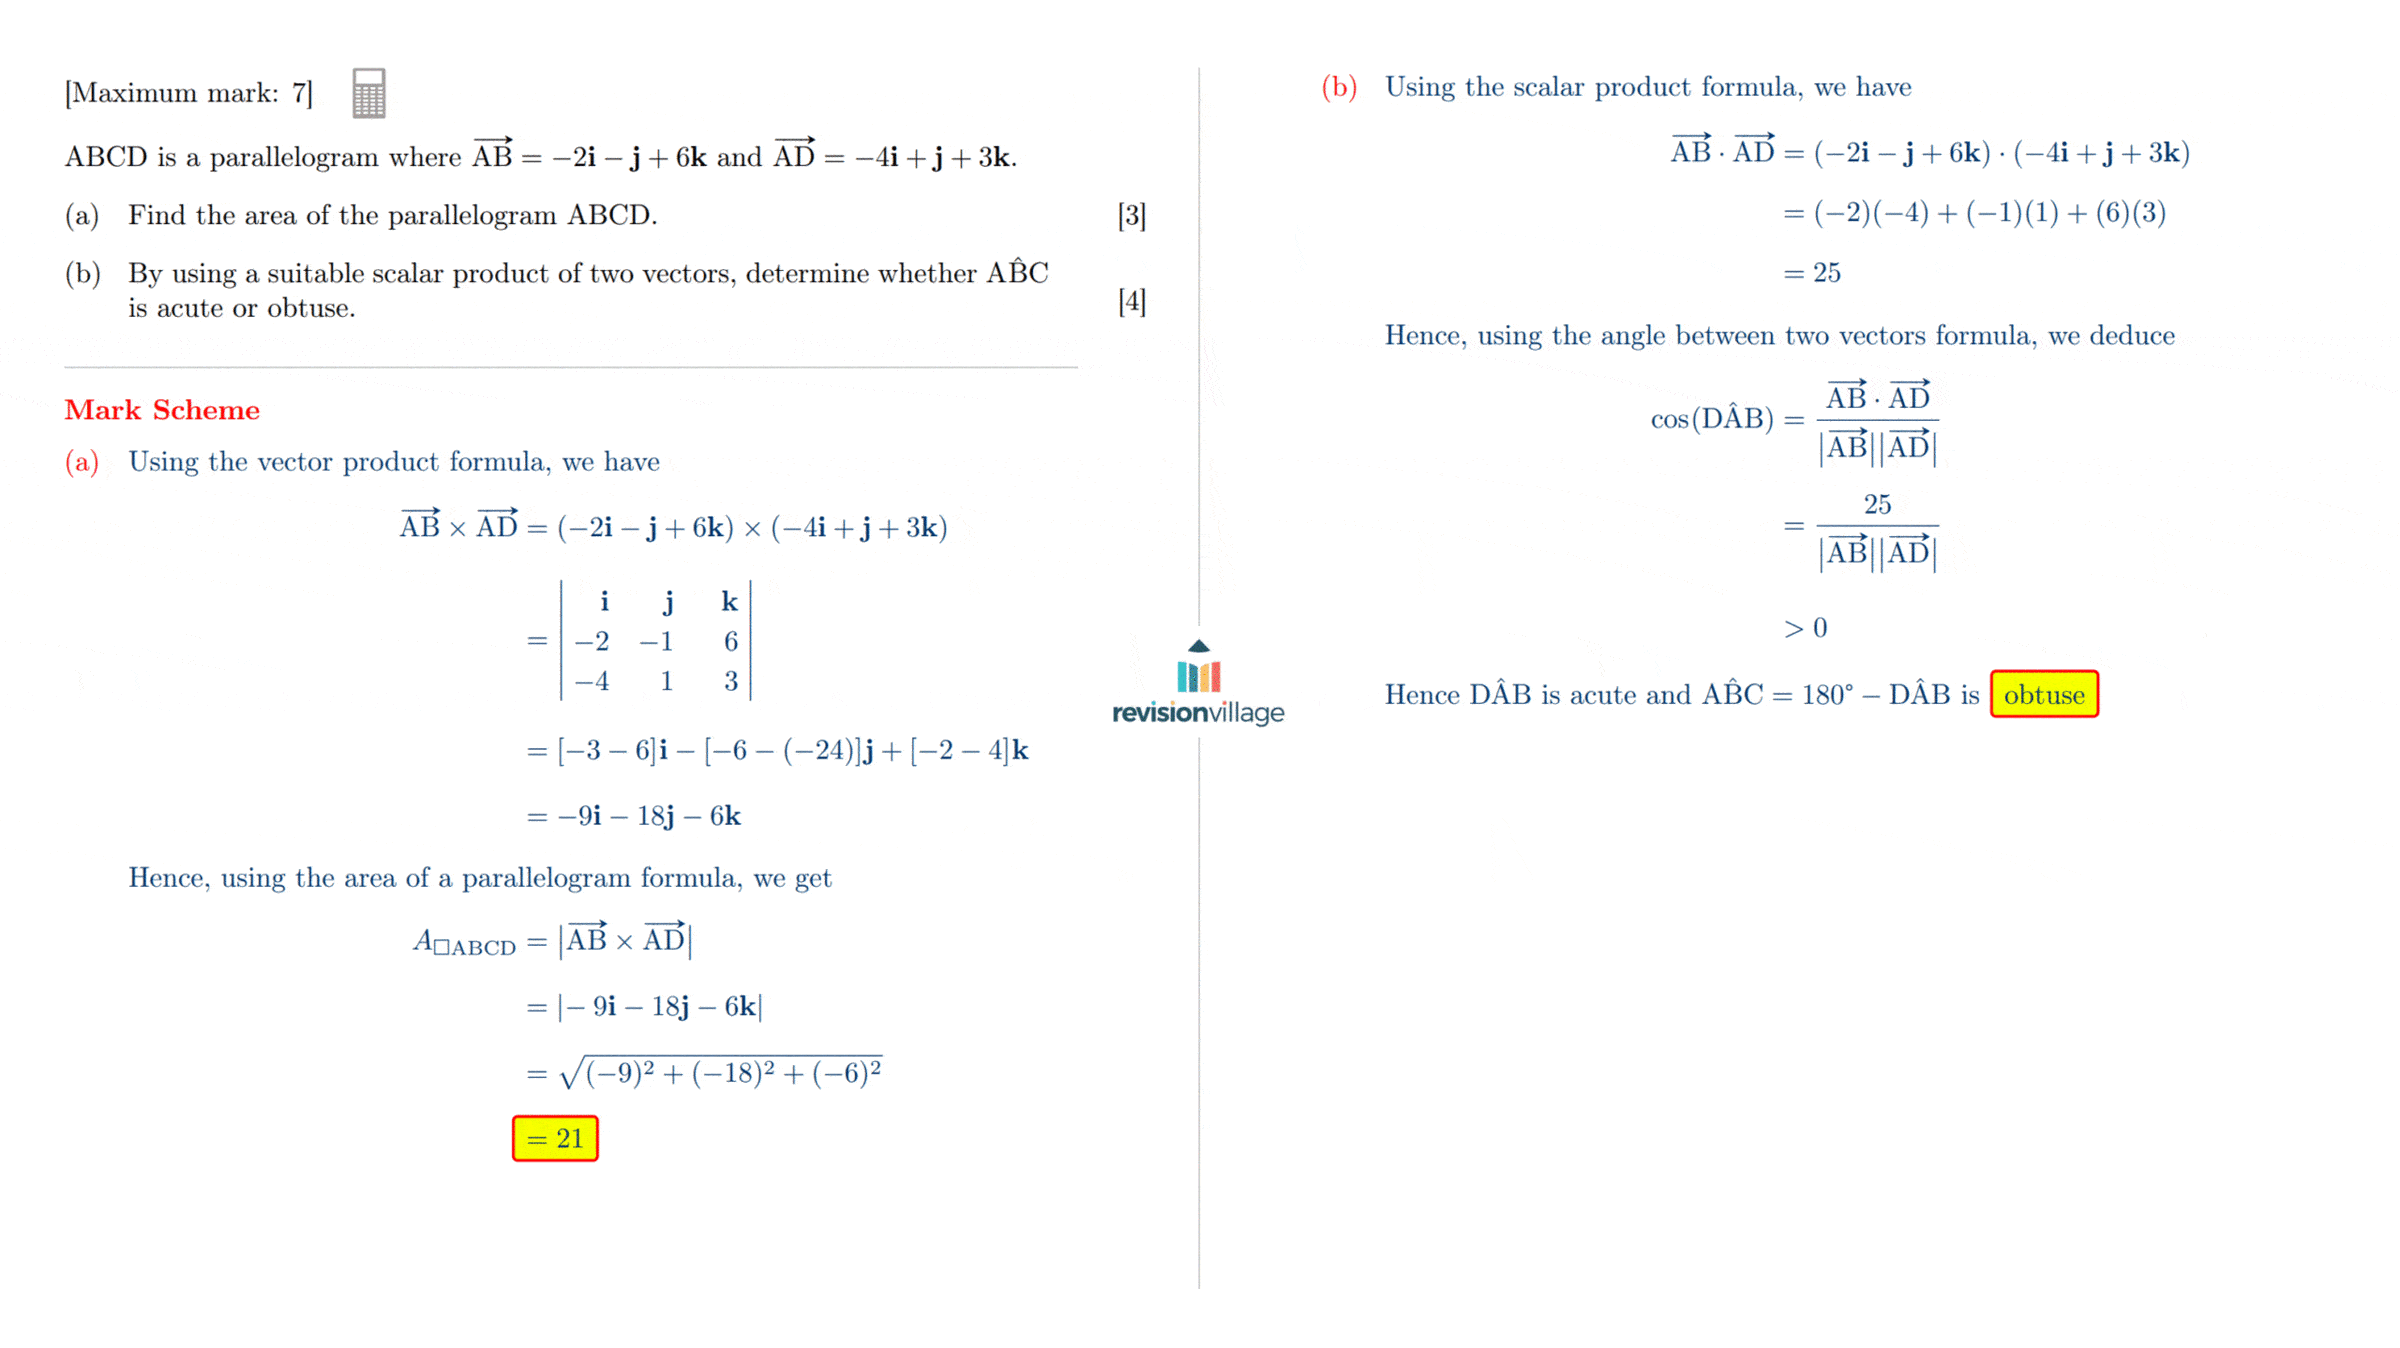 [Maximum mark: 7]
ABCD is a parallelogram where $\overrightarrow{AB} = -2\mathbf{i} - \mathbf{j} + 6\mathbf{k}$ and $\overrightarrow{AD} = -4\mathbf{i} + \mathbf{j} + 3\mathbf{k}$.
(a) Find the area of the parallelogram ABCD. [3]
(b) By using a suitable scalar product of two vectors, determine whether $A\hat{B}C$
is acute or obtuse. [4]
Mark Scheme
(a) Using the vector product formula, we have
$\overrightarrow{AB} \times \overrightarrow{AD} = (-2\mathbf{i} - \mathbf{j} + 6\mathbf{k}) \times (-4\mathbf{i} + \mathbf{j} + 3\mathbf{k})$
$= \begin{vmatrix} \mathbf{i} & \mathbf{j} & \mathbf{k} \\ -2 & -1 & 6 \\ -4 & 1 & 3 \end{vmatrix}$
$= [-3 - 6]\mathbf{i} - [-6 - (-24)]\mathbf{j} + [-2 - 4]\mathbf{k}$
$= -9\mathbf{i} - 18\mathbf{j} - 6\mathbf{k}$
Hence, using the area of a parallelogram formula, we get
$A_{\square ABCD} = |\overrightarrow{AB} \times \overrightarrow{AD}|$
$= |-9\mathbf{i} - 18\mathbf{j} - 6\mathbf{k}|$
$= \sqrt{(-9)^2 + (-18)^2 + (-6)^2}$
$= 21$
revisionvillage
(b) Using the scalar product formula, we have
$\overrightarrow{AB} \cdot \overrightarrow{AD} = (-2\mathbf{i} - \mathbf{j} + 6\mathbf{k}) \cdot (-4\mathbf{i} + \mathbf{j} + 3\mathbf{k})$
$= (-2)(-4) + (-1)(1) + (6)(3)$
$= 25$
Hence, using the angle between two vectors formula, we deduce
$\cos(D\hat{A}B) = \frac{\overrightarrow{AB} \cdot \overrightarrow{AD}}{|\overrightarrow{AB}||\overrightarrow{AD}|}$
$= \frac{25}{|\overrightarrow{AB}||\overrightarrow{AD}|}$
$> 0$
Hence $D\hat{A}B$ is acute and $A\hat{B}C = 180° - D\hat{A}B$ is obtuse